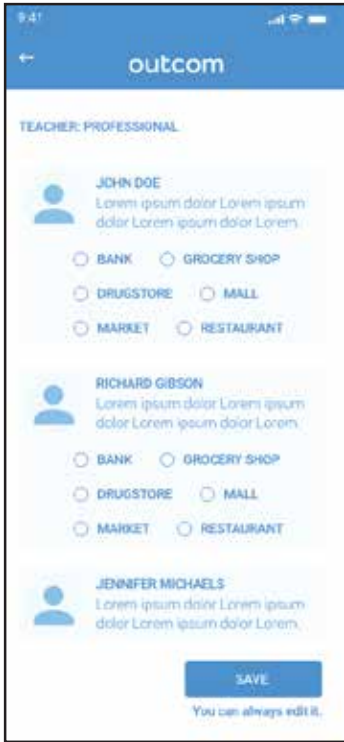 9:41
outcom
TEACHER: PROFESSIONAL
JOHN DOE
Lorem ipsum dolor Lorem ipsum
dolor Lorem ipsum dolor Lorem.
BANK GROCERY SHOP
DRUGSTORE MALL
MARKET RESTAURANT
RICHARD GIBSON
Lorem ipsum dolor Lorem ipsum
dolor Lorem ipsum dolor Lorem.
BANK GROCERY SHOP
DRUGSTORE MALL
MARKET RESTAURANT
JENNIFER MICHAELS
Lorem ipsum dolor Lorem ipsum
dolor Lorem ipsum dolor Lorem.
SAVE
You can always edit it.